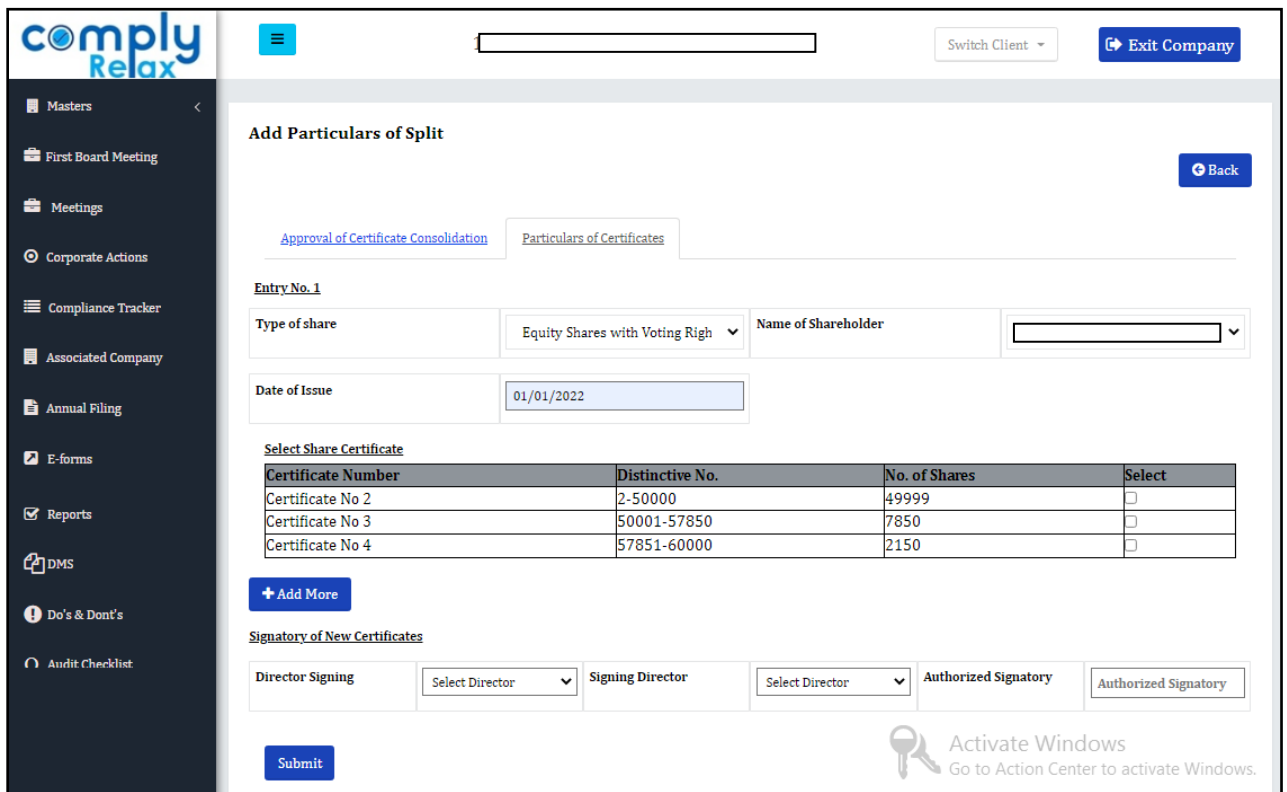 comply
Relax
Switch Client
Exit Company
Masters
First Board Meeting
Meetings
Corporate Actions
Compliance Tracker
Associated Company
Annual Filing
E-forms
Reports
DMS
Do's & Dont's
Audit Checklist
Add Particulars of Split
Back
Approval of Certificate Consolidation Particulars of Certificates
Entry No. 1
Type of share Equity Shares with Voting Righ Name of Shareholder
Date of Issue 01/01/2022
Select Share Certificate
Certificate Number Distinctive No. No. of Shares Select
Certificate No 2 2-50000 49999
Certificate No 3 50001-57850 7850
Certificate No 4 57851-60000 2150
+ Add More
Signatory of New Certificates
Director Signing Select Director Signing Director Select Director Authorized Signatory Authorized Signatory
Submit
Activate Windows
Go to Action Center to activate Windows.